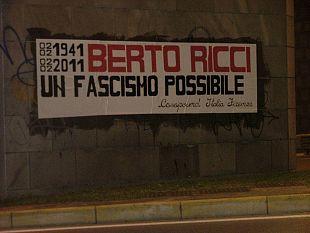 02 02 1941 BERTO RICCI
02 02 2011
UN FASCISMO POSSIBILE
Casapound Italia Firenze